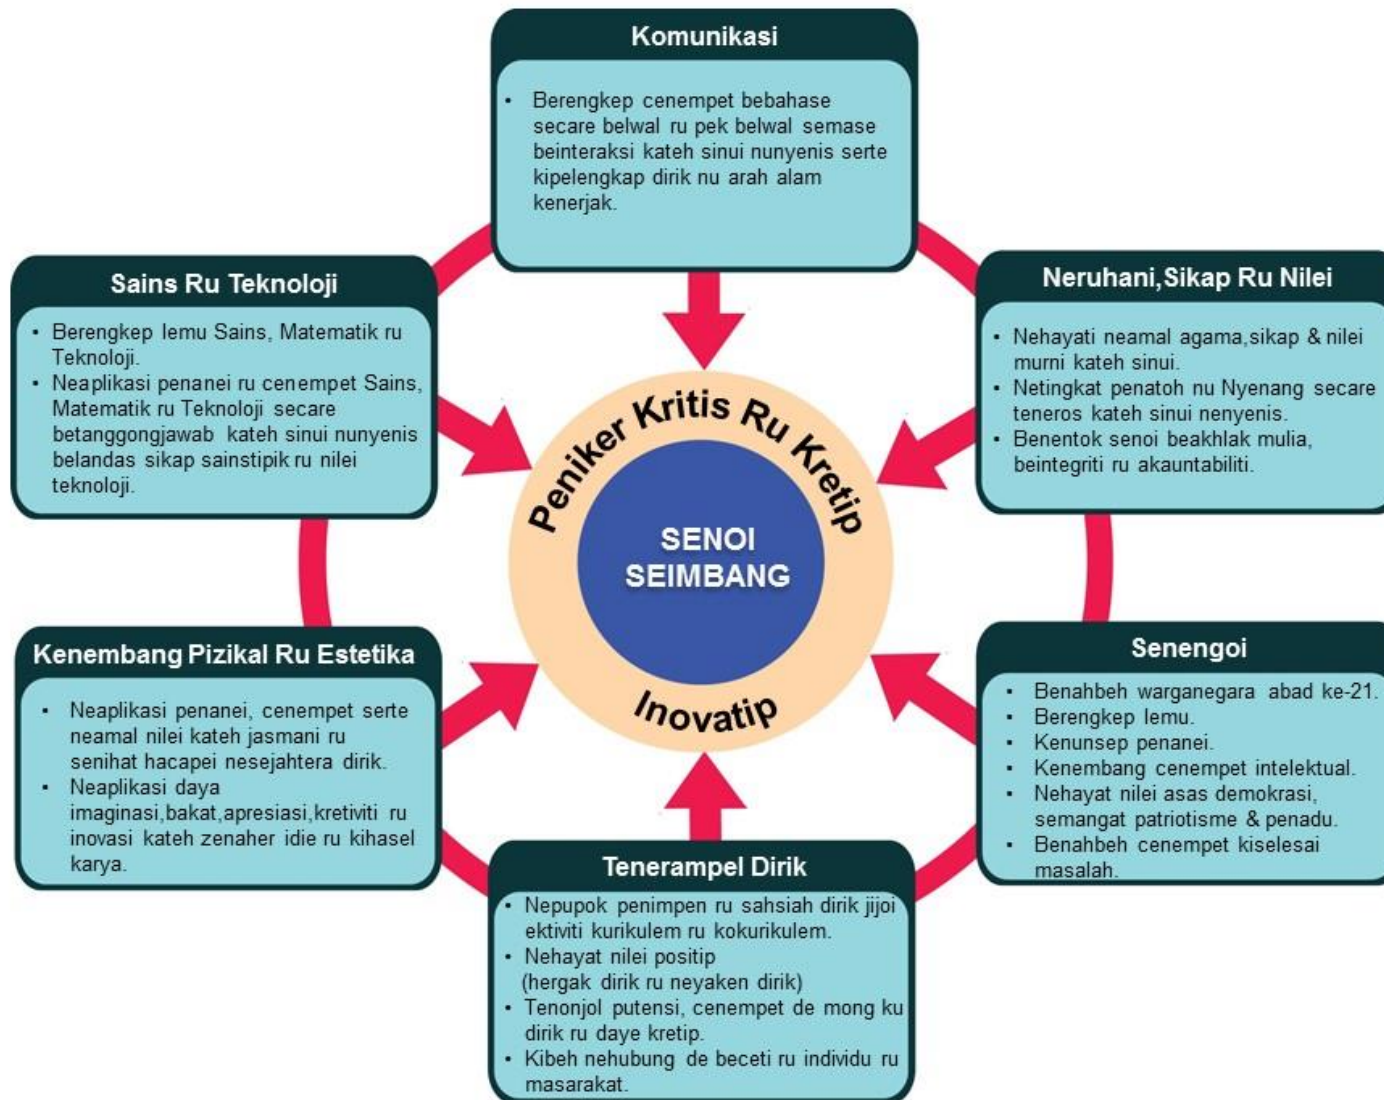 Komunikasi
• Berengkep cenempet bebahase
secare belwal ru pek belwal semase
beinteraksi kateh sinui nunyenis serte
kipelengkap dirik nu arah alam
kenerjak.
Sains Ru Teknoloji
• Berengkep lemu Sains, Matematik ru
Teknoloji.
• Neaplikasi penanei ru cenempet Sains,
Matematik ru Teknoloji secare
betanggongjawab kateh sinui nunyenis
belandas sikap sainstipik ru nilei
teknoloji.
Neruhani,Sikap Ru Nilei
• Nehayati neamal agama,sikap & nilei
murni kateh sinui.
• Netingkat penatoh nu Nyenang secare
teneros kateh sinui nenyenis.
• Benentok senoi beakhlak mulia,
beintegriti ru akauntabiliti.
Peniker Kritis Ru Kretip
SENOI
SEIMBANG
Inovatip
Kenembang Pizikal Ru Estetika
• Neaplikasi penanei, cenempet serte
neamal nilei kateh jasmani ru
senihat hacapei nesejahtera dirik.
• Neaplikasi daya
imaginasi,bakat,apresiasi,kretiviti ru
inovasi kateh zenaher idie ru kihasel
karya.
Senengoi
• Benahbeh warganegara abad ke-21.
• Berengkep lemu.
• Kenunsep penanei.
• Kenembang cenempet intelektual.
• Nehayat nilei asas demokrasi,
semangat patriotisme & penadu.
• Benahbeh cenempet kiselesai
masalah.
Tenerampel Dirik
• Nepupok penimpen ru sahsiah dirik jijoi
ektiviti kurikulem ru kokurikulem.
• Nehayat nilei positip
(hergak dirik ru neyaken dirik)
• Tenonjol putensi, cenempet de mong ku
dirik ru daye kretip.
• Kibeh nehubung de beceti ru individu ru
masarakat.